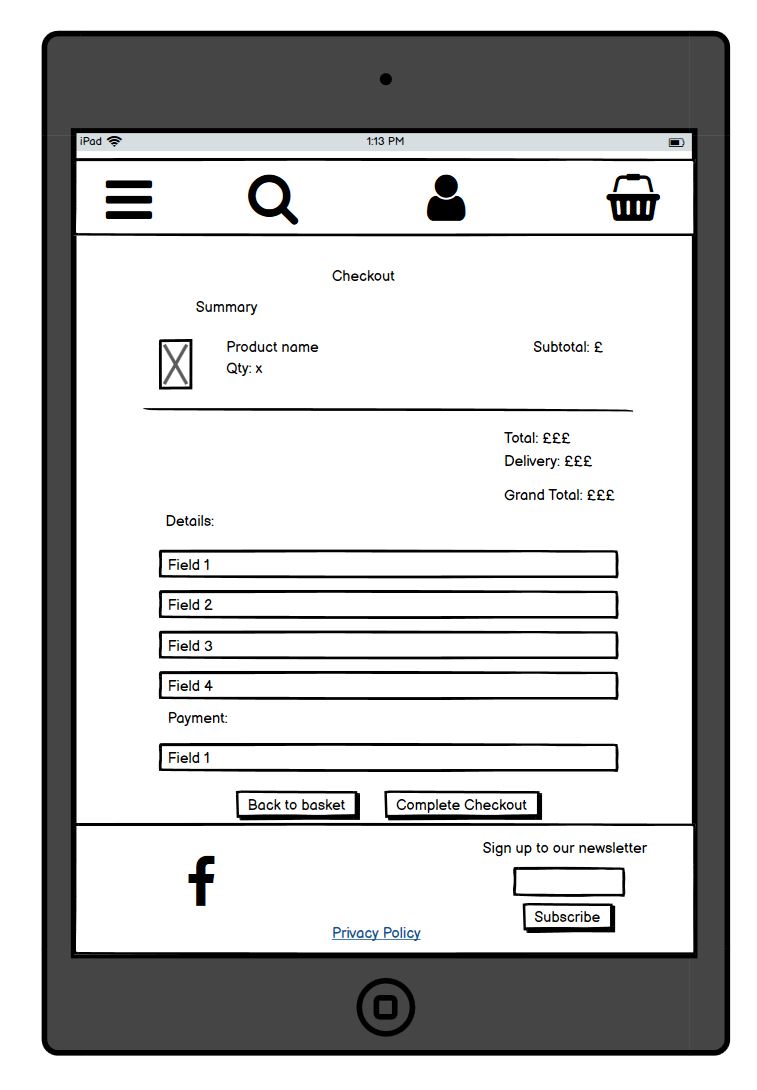 iPad 1:13 PM
Checkout
Summary
Product name Subtotal: £
Qty: x
Total: £££
Delivery: £££
Grand Total: £££
Details:
Field 1
Field 2
Field 3
Field 4
Payment:
Field 1
Back to basket Complete Checkout
Sign up to our newsletter
Subscribe
Privacy Policy